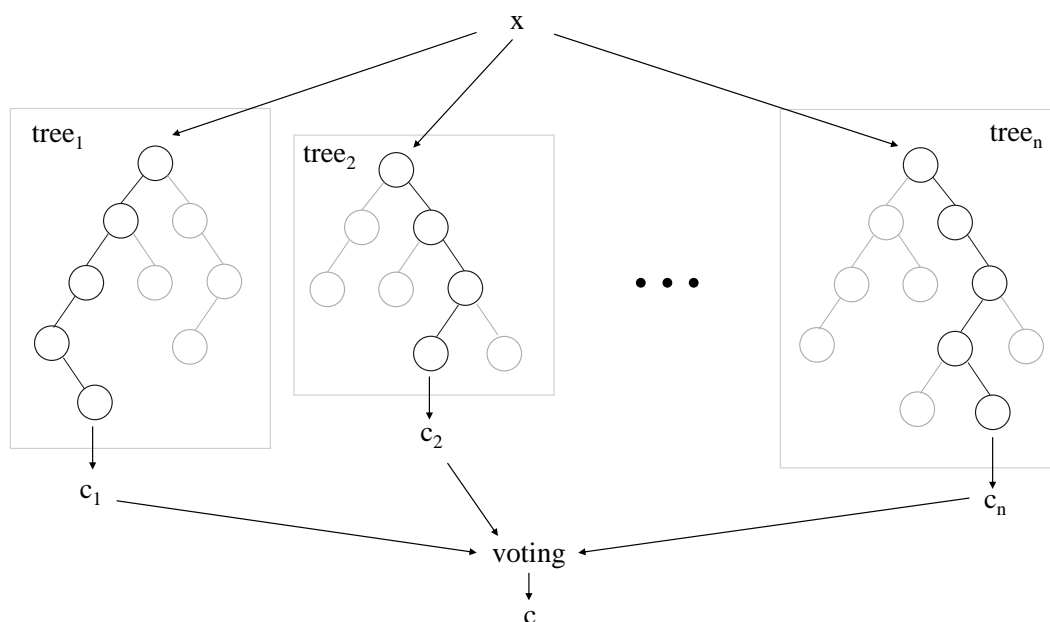 x
tree₁
tree₂
treeₙ
• • •
c₁
c₂
cₙ
voting
c